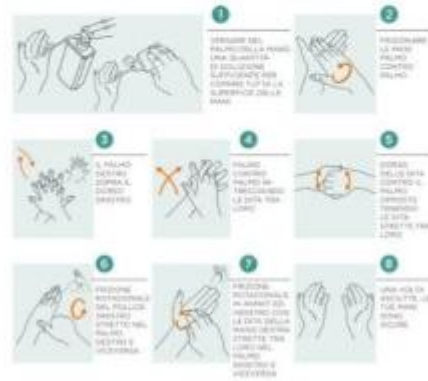 1
VERSARE NEL
PALMO DELLA MANO
UNA QUANTITÀ
DI SOLUZIONE
SUFFICIENTE PER
COPRIRE TUTTA LA
SUPERFICIE DELLE
MANI
2
FRIZIONARE
LE MANI
PALMO
CONTRO
PALMO
3
IL PALMO
DESTRO
SOPRA IL
DORSO
SINISTRO
4
PALMO
CONTRO
PALMO IN-
TRECCIANDO
LE DITA TRA
LORO
5
DORSO
DELLE DITA
CONTRO IL
PALMO
OPPOSTO
TENENDO
LE DITA
STRETTE TRA
LORO
6
FRIZIONE
ROTAZIONALE
DEL POLLICE
SINISTRO
STRETTO NEL
PALMO
DESTRO E
VICEVERSA
7
FRIZIONE
ROTAZIONALE,
IN AVANTI ED
INDIETRO CON
LE DITA DELLA
MANO DESTRA
STRETTE TRA
LORO NEL
PALMO
SINISTRO E
VICEVERSA
8
UNA VOLTA
ASCIUTTE, LE
TUE MANI
SONO
SICURE